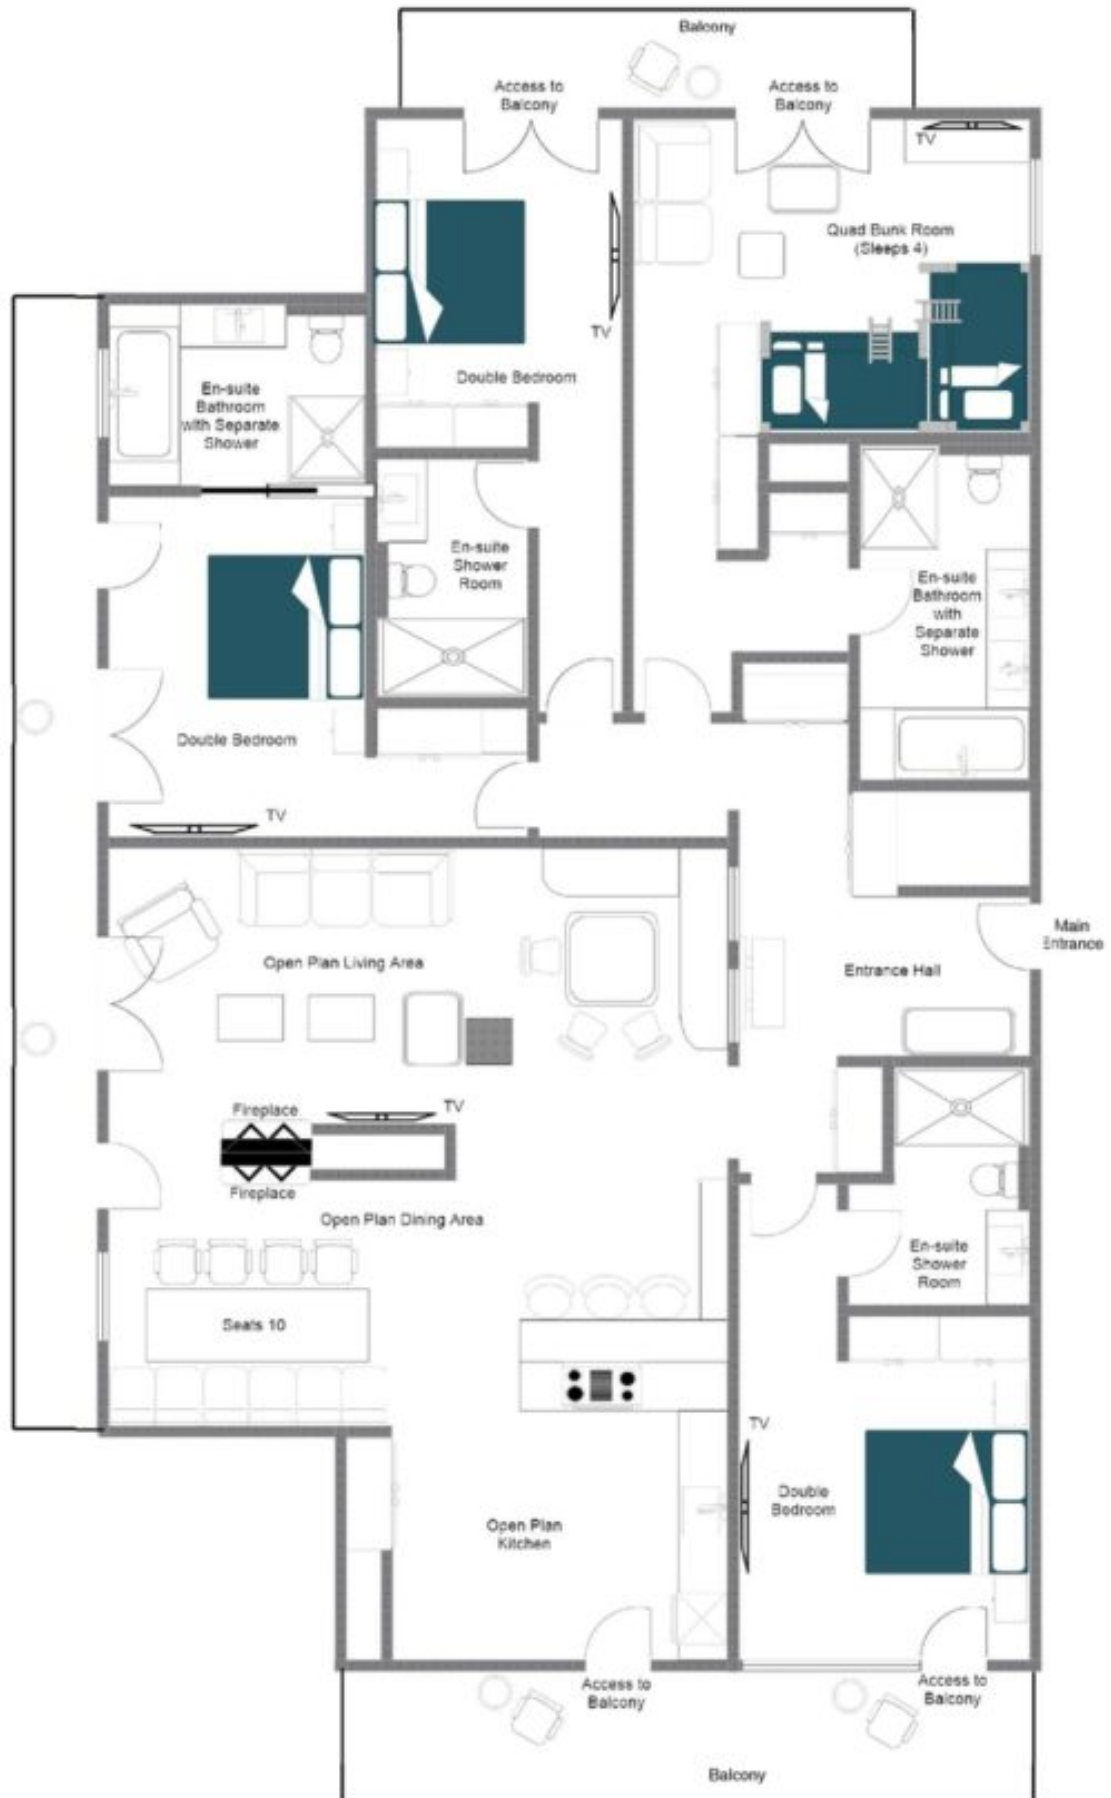 Balcony
Access to
Balcony
Access to
Balcony
TV
Quad Bunk Room
(Sleeps 4)
TV
Double Bedroom
En-suite
Bathroom
with Separate
Shower
En-suite
Shower
Room
En-suite
Bathroom
with
Separate
Shower
Double Bedroom
TV
Main
Entrance
Open Plan Living Area
Entrance Hall
Fireplace
TV
Fireplace
Open Plan Dining Area
En-suite
Shower
Room
Seats 10
TV
Double
Bedroom
Open Plan
Kitchen
Access to
Balcony
Access to
Balcony
Balcony